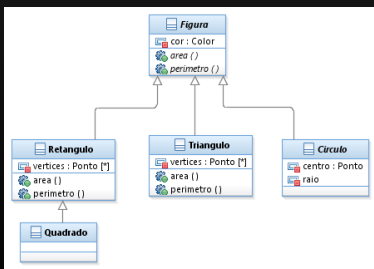 Figura
cor : Color
area ( )
perimetro ( )
Retangulo
vertices : Ponto [*]
area ( )
perimetro ( )
Triangulo
vertices : Ponto [*]
area ( )
perimetro ( )
Circulo
centro : Ponto
raio
Quadrado